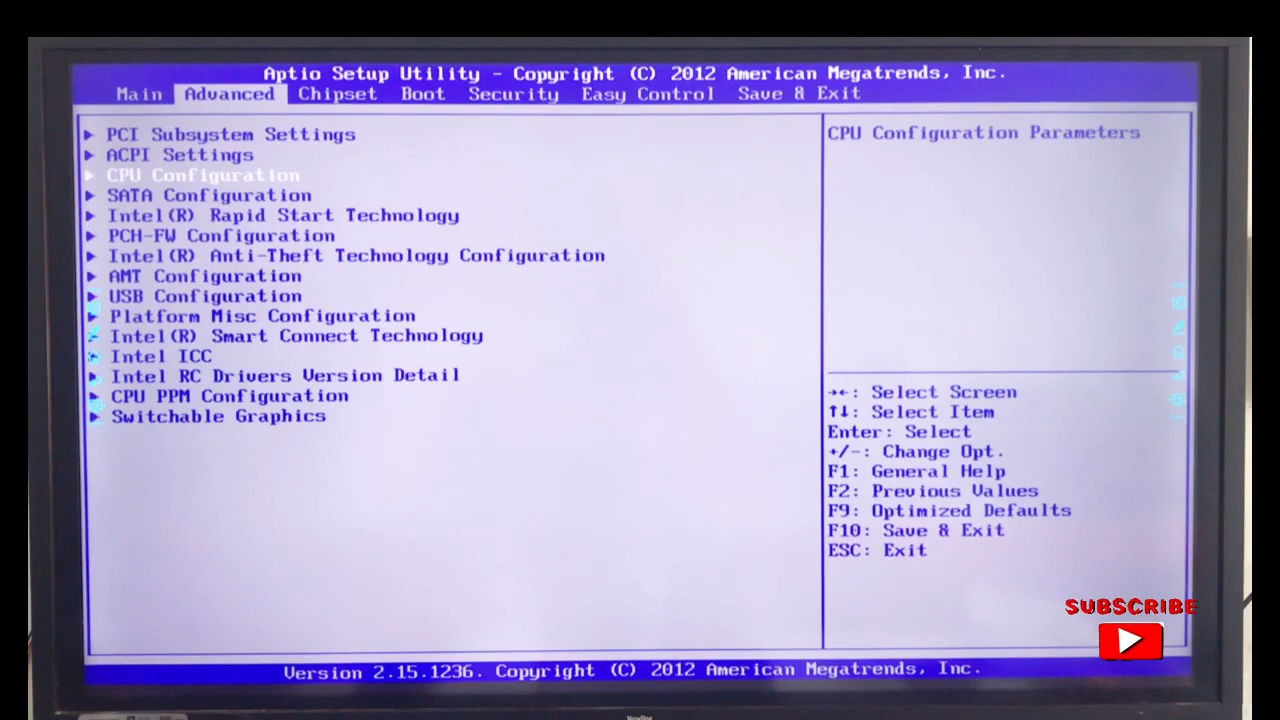 Aptio Setup Utility - Copyright (C) 2012 American Megatrends, Inc.
Main Advanced Chipset Boot Security Easy Control Save & Exit
PCI Subsystem Settings
ACPI Settings
CPU Configuration
SATA Configuration
Intel(R) Rapid Start Technology
PCH-FW Configuration
Intel(R) Anti-Theft Technology Configuration
AMT Configuration
USB Configuration
Platform Misc Configuration
Intel(R) Smart Connect Technology
Intel ICC
Intel RC Drivers Version Detail
CPU PPM Configuration
Switchable Graphics
CPU Configuration Parameters
→←: Select Screen
↑↓: Select Item
Enter: Select
+/-: Change Opt.
F1: General Help
F2: Previous Values
F9: Optimized Defaults
F10: Save & Exit
ESC: Exit
SUBSCRIBE
Version 2.15.1236. Copyright (C) 2012 American Megatrends, Inc.
Newline